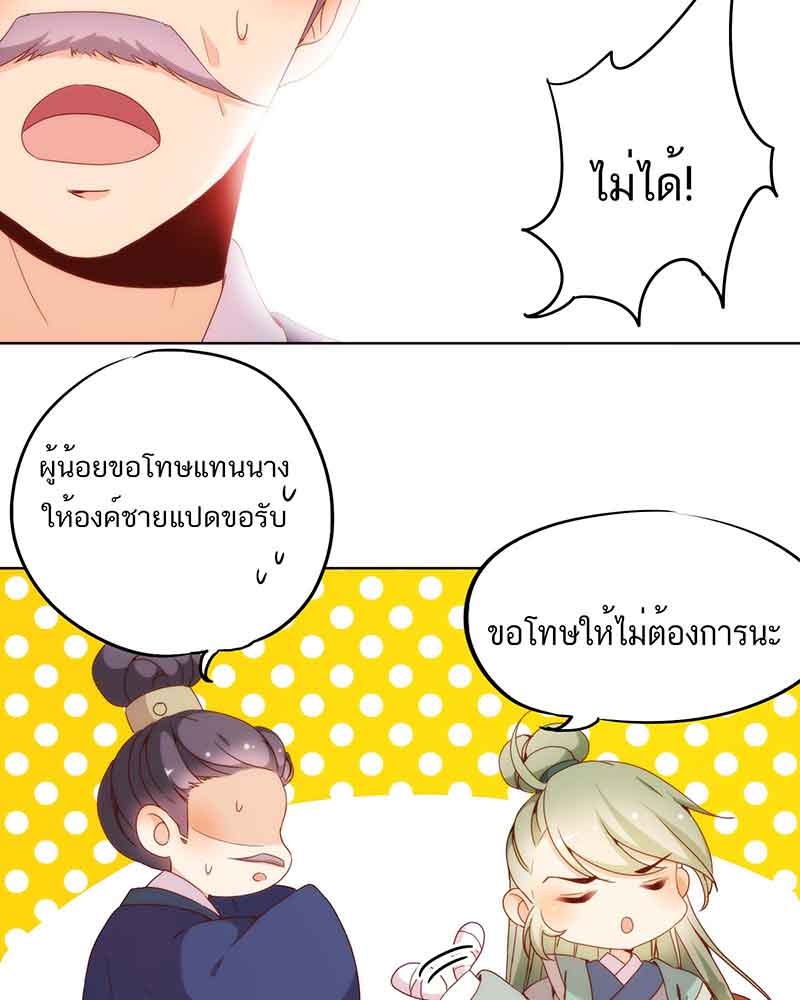 ไม่ได้!
ผู้น้อยขอโทษแทนนาง
ให้องค์ชายแปดขอรับ
ขอโทษให้ไม่ต้องการนะ